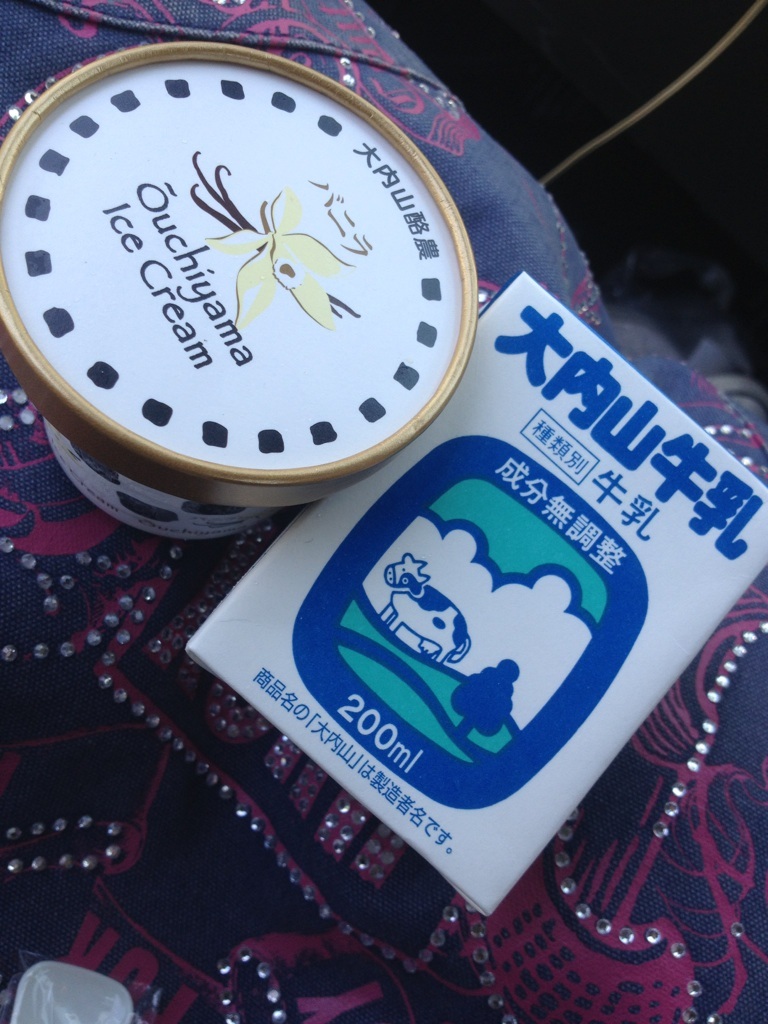 大内山酪農
バニラ
Ōuchiyama
Ice Cream
大内山牛乳
種類別
牛乳
成分無調整
200ml
商品名の「大内山」は製造者名です。